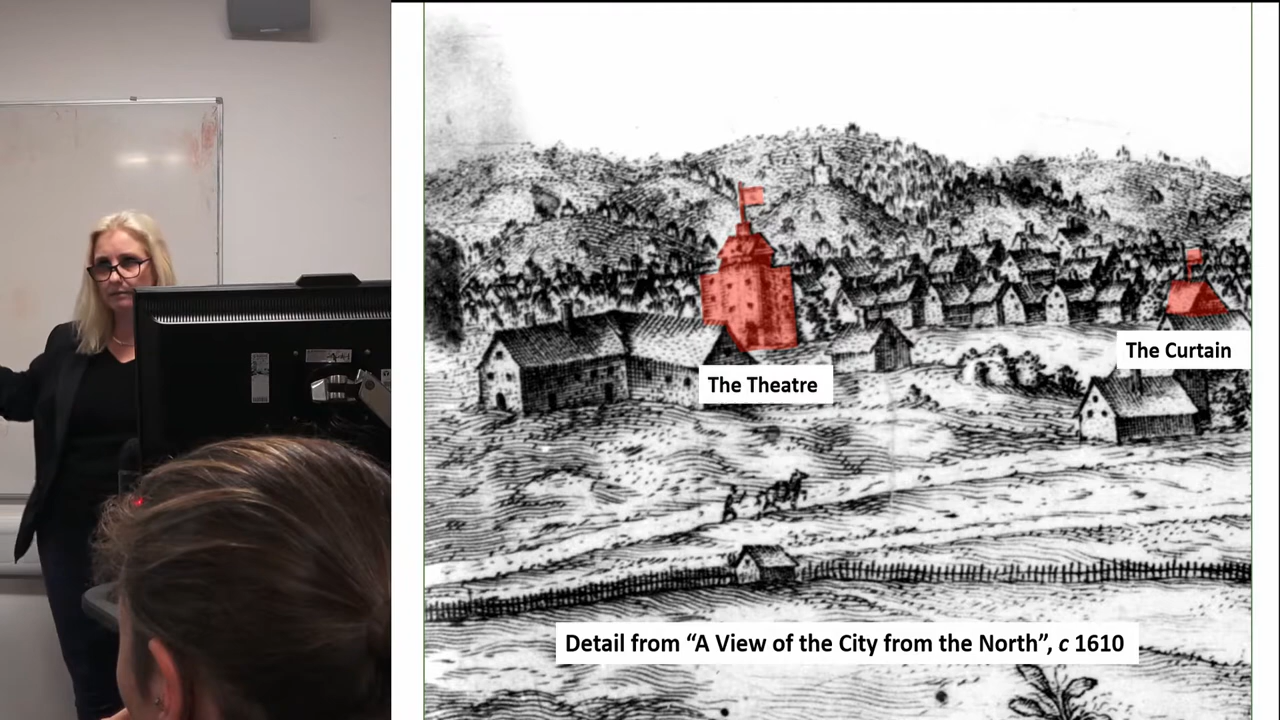 The Curtain
The Theatre
Detail from “A View of the City from the North”, c 1610